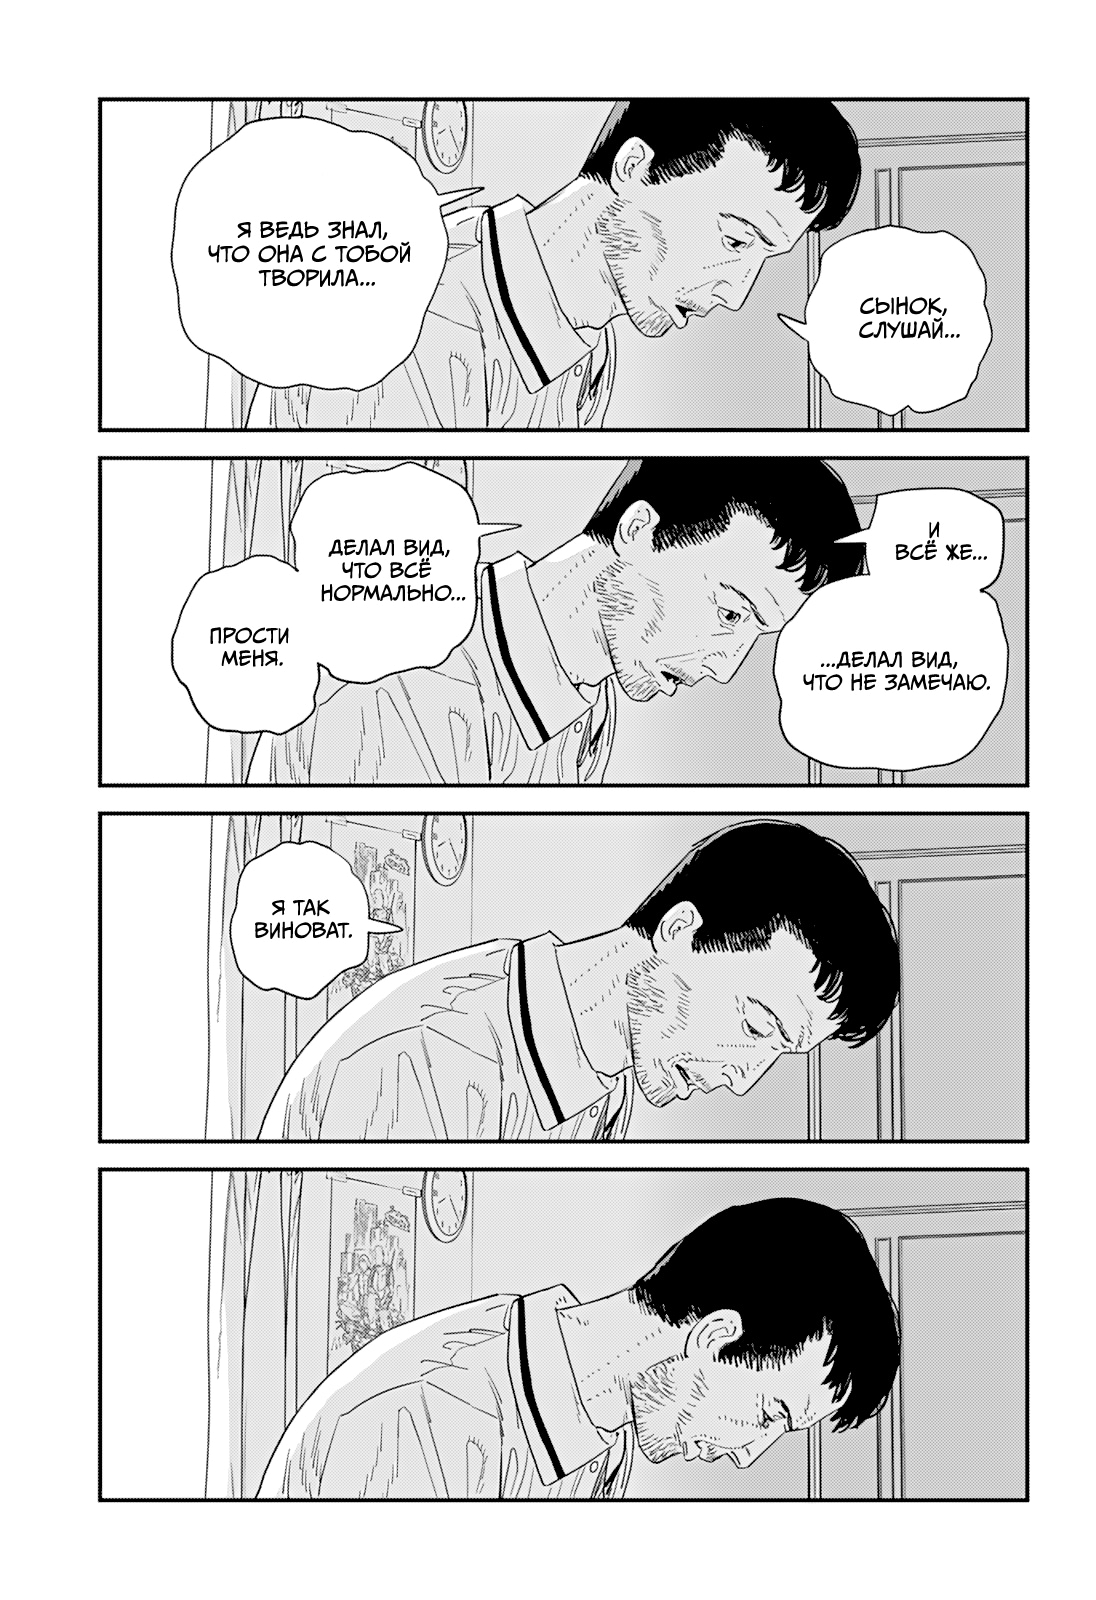 СЫНОК,
СЛУШАЙ...
Я ВЕДЬ ЗНАЛ,
ЧТО ОНА С ТОБОЙ
ТВОРИЛА...
И
ВСЁ ЖЕ...
...ДЕЛАЛ ВИД,
ЧТО НЕ ЗАМЕЧАЮ.
ДЕЛАЛ ВИД,
ЧТО ВСЁ
НОРМАЛЬНО...
ПРОСТИ
МЕНЯ.
Я ТАК
ВИНОВАТ.